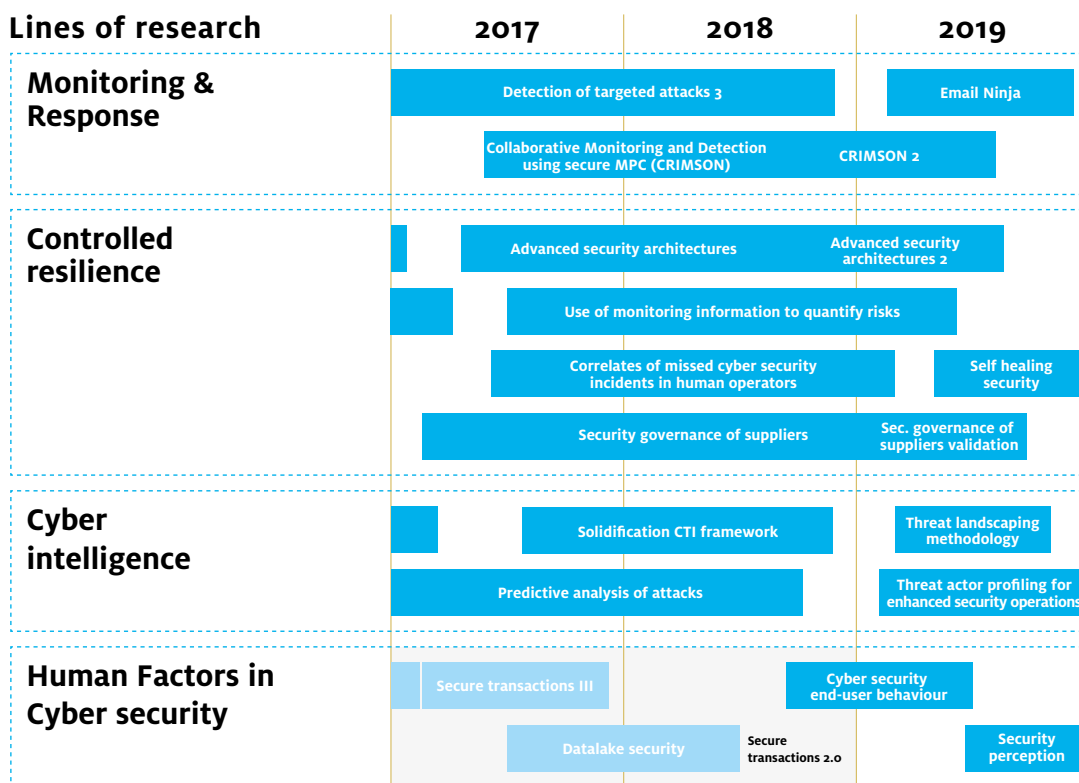 Lines of research 2017 2018 2019
Monitoring &
Response
Detection of targeted attacks 3
Email Ninja
Collaborative Monitoring and Detection
using secure MPC (CRIMSON)
CRIMSON 2
Controlled
resilience
Advanced security architectures
Advanced security
architectures 2
Use of monitoring information to quantify risks
Correlates of missed cyber security
incidents in human operators
Self healing
security
Security governance of suppliers
Sec. governance of
suppliers validation
Cyber
intelligence
Solidification CTI framework
Threat landscaping
methodology
Predictive analysis of attacks
Threat actor profiling for
enhanced security operations
Human Factors in
Cyber security
Secure transactions III
Cyber security
end-user behaviour
Datalake security
Secure
transactions 2.0
Security
perception